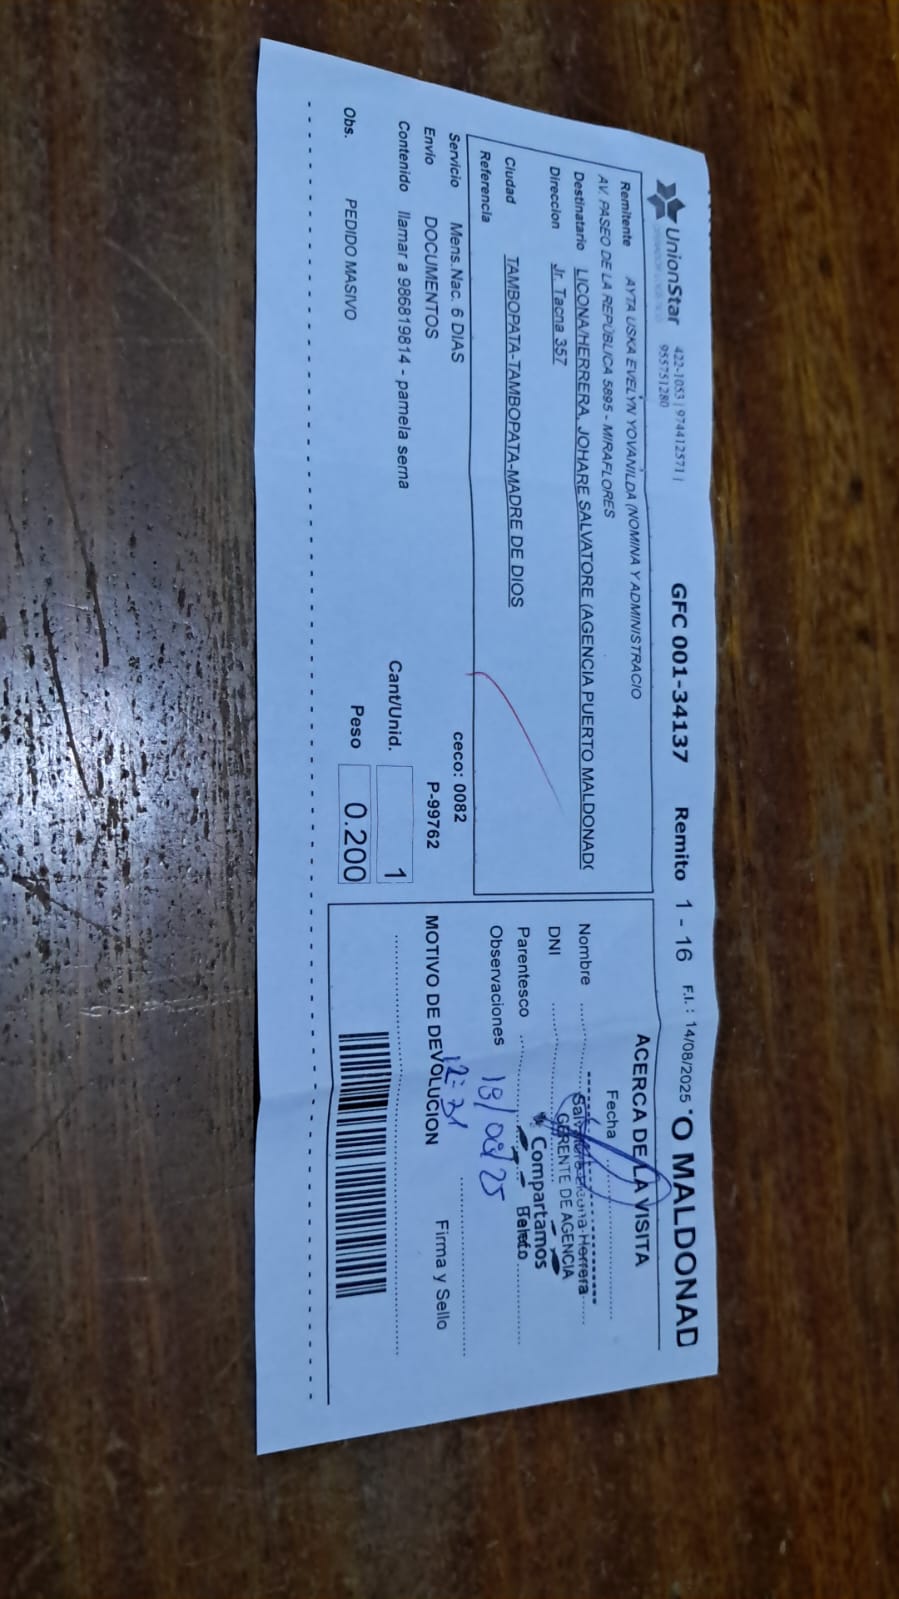 UnionStar
422-1053 | 974412571 |
955751280
GFC 001-34137 Remito 1 - 16 F.I.: 14/08/2025 'O MALDONAD
Remitente AYTA USKA EVELYN YOVANILDA (NOMINA Y ADMINISTRACIO
AV. PASEO DE LA REPÚBLICA 5895 - MIRAFLORES
Destinatario LICONA/HERRERA, JOHARE SALVATORE (AGENCIA PUERTO MALDONADO
Direccion Jr. Tacna 357
Ciudad TAMBOPATA-TAMBOPATA-MADRE DE DIOS
Referencia
Servicio Mens.Nac. 6 DIAS ceco: 0082
Envio DOCUMENTOS P-99762
Contenido llamar a 986819814 - pamela serna
Cant/Unid. 1
Obs. PEDIDO MASIVO Peso 0.200
ACERCA DE LA VISITA
Fecha
Nombre
Herrera
DNI
GERENTE DE AGENCIA
Parentesco
Compartamos
Observaciones
18/08/25
12:31
MOTIVO DE DEVOLUCION Firma y Sello